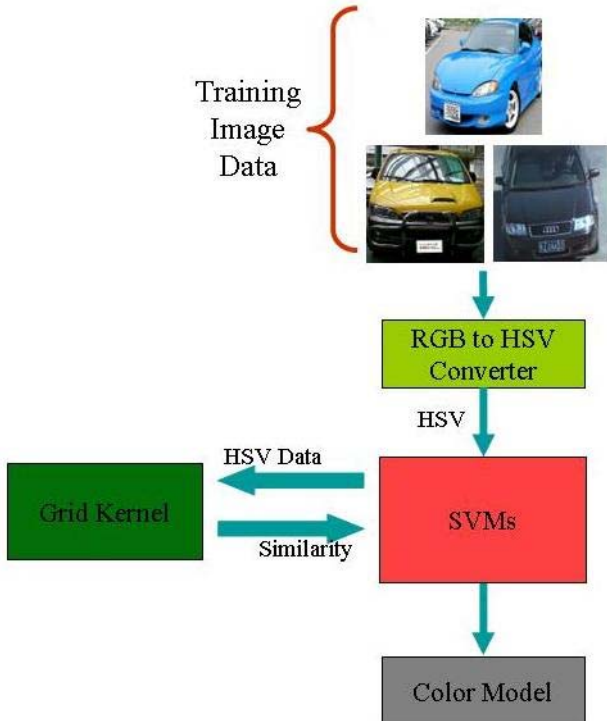 Training
Image
Data
RGB to HSV
Converter
HSV
HSV Data
Grid Kernel
Similarity
SVMs
Color Model